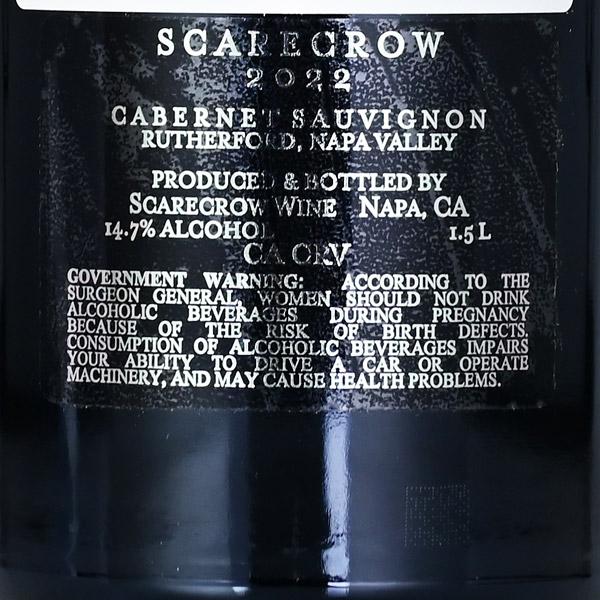 SCARECROW
2022
CABERNET SAUVIGNON
RUTHERFORD, NAPA VALLEY
PRODUCED & BOTTLED BY
SCARECROW WINE NAPA, CA
14.7% ALCOHOL 1.5 L
CA CRV
GOVERNMENT WARNING: ACCORDING TO THE
SURGEON GENERAL, WOMEN SHOULD NOT DRINK
ALCOHOLIC BEVERAGES DURING PREGNANCY
BECAUSE OF THE RISK OF BIRTH DEFECTS.
CONSUMPTION OF ALCOHOLIC BEVERAGES IMPAIRS
YOUR ABILITY TO DRIVE A CAR OR OPERATE
MACHINERY, AND MAY CAUSE HEALTH PROBLEMS.